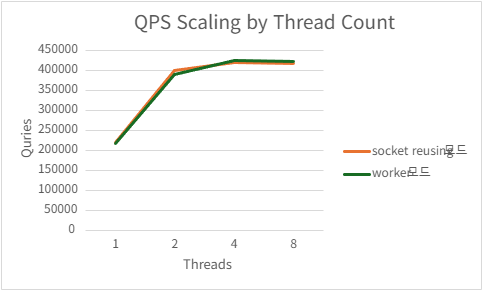 QPS Scaling by Thread Count
450000
400000
350000
300000
250000
200000
150000
100000
50000
0
Quries
1 2 4 8
Threads
socket reusing모드
worker모드